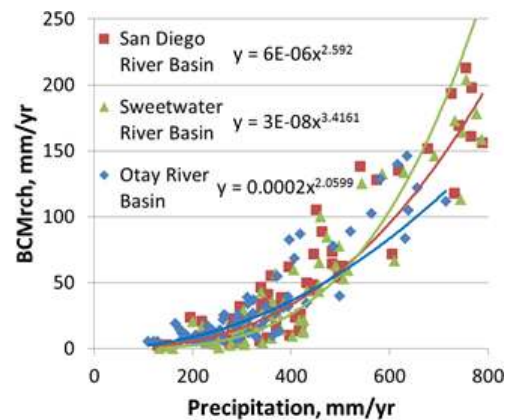 250
San Diego
River Basin y = 6E-06x^2.592
200
Sweetwater
River Basin y = 3E-08x^3.4161
150
Otay River y = 0.0002x^2.0599
Basin
100
50
0
BCMrch, mm/yr
0 200 400 600 800
Precipitation, mm/yr